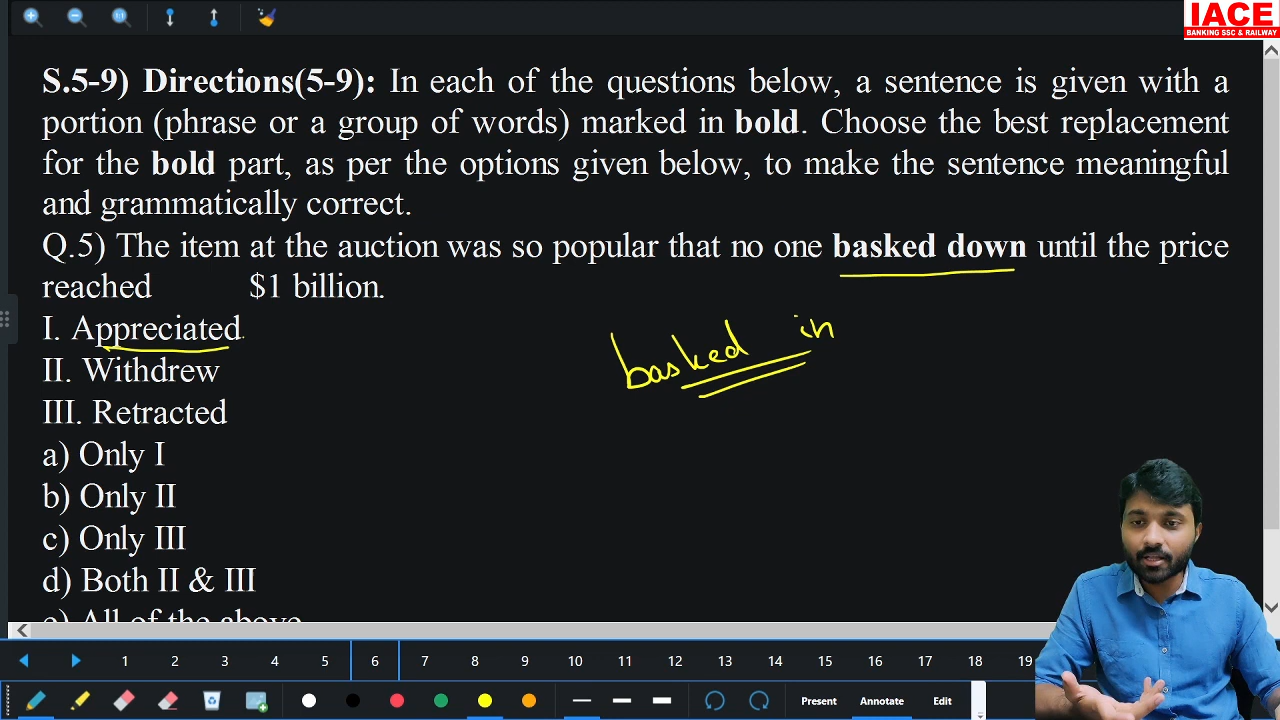 IACE
BANKING SSC & RAILWAY
S.5-9) Directions(5-9): In each of the questions below, a sentence is given with a
portion (phrase or a group of words) marked in bold. Choose the best replacement
for the bold part, as per the options given below, to make the sentence meaningful
and grammatically correct.
Q.5) The item at the auction was so popular that no one basked down until the price
reached $1 billion.
I. Appreciated
basked in
II. Withdrew
III. Retracted
a) Only I
b) Only II
c) Only III
d) Both II & III
e) All of the above
1 2 3 4 5 6 7 8 9 10 11 12 13 14 15 16 17 18 19
Present Annotate Edit